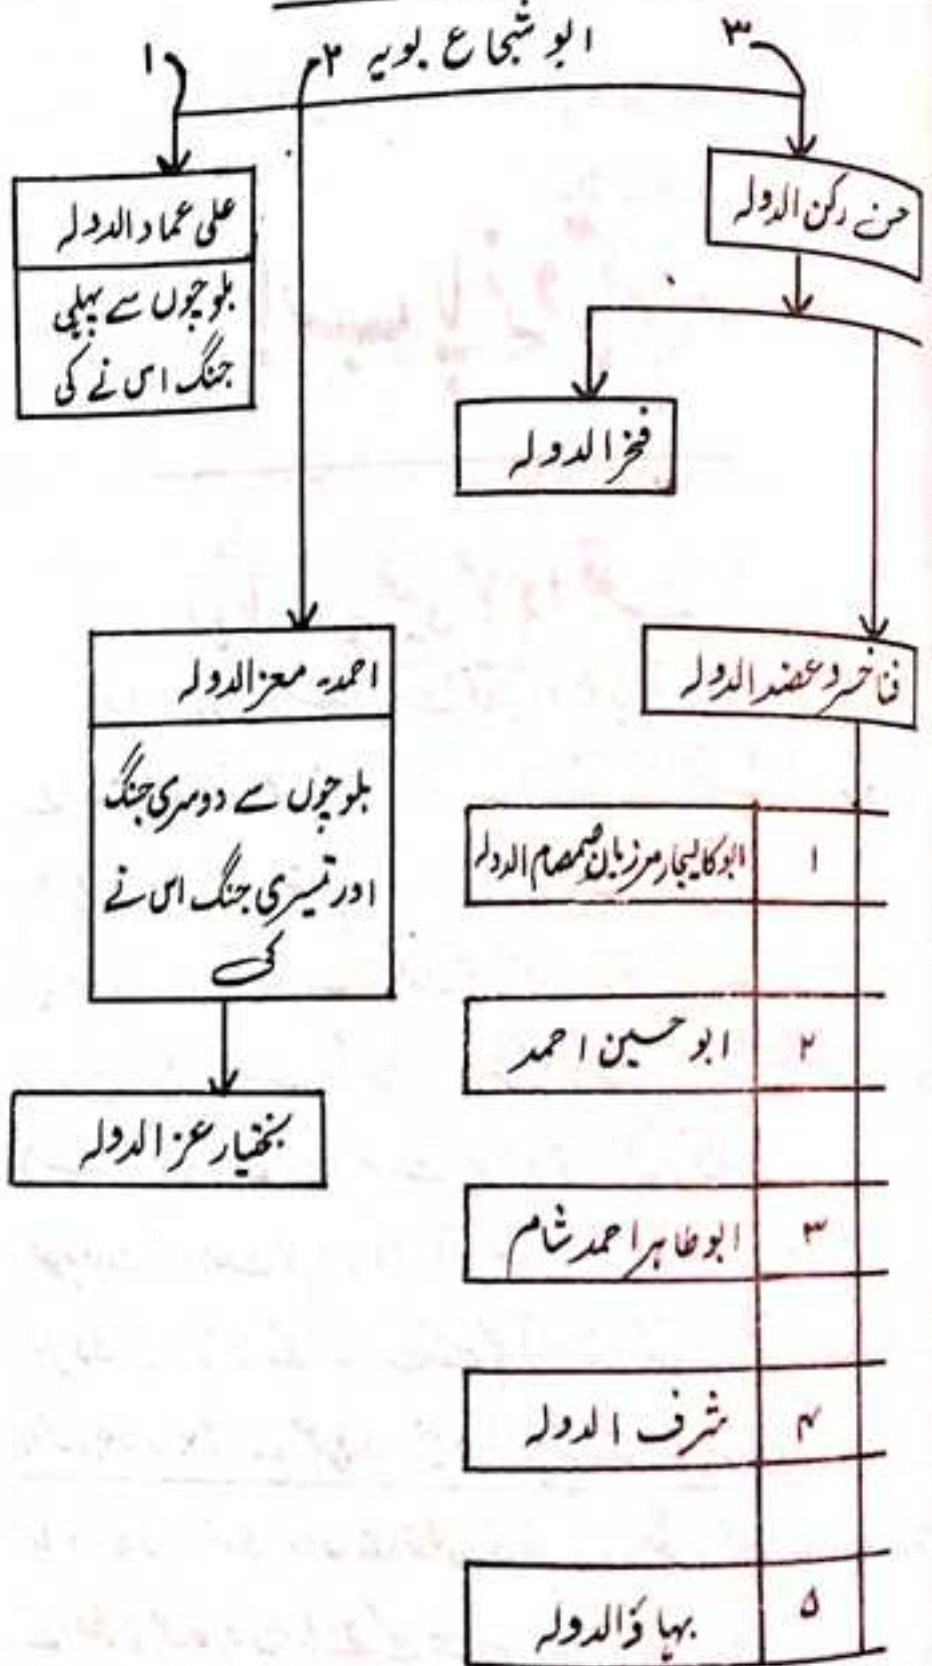 ابو شجاع بویہ
۱
۲
۳
علی عماد الدولہ
بلوچوں سے پہلی
جنگ اس نے کی
حسن رکن الدولہ
فخر الدولہ
احمد۔ معز الدولہ
بلوچوں سے دوسری جنگ
اور تیسری جنگ اس نے
کی
بختیار عز الدولہ
فناخسرو عضد الدولہ
۱ ابو کالیجار مرزبان صمصام الدولہ
۲ ابو حسین احمد
۳ ابو طاہر احمد شام
۴ شرف الدولہ
۵ بہاؤ الدولہ